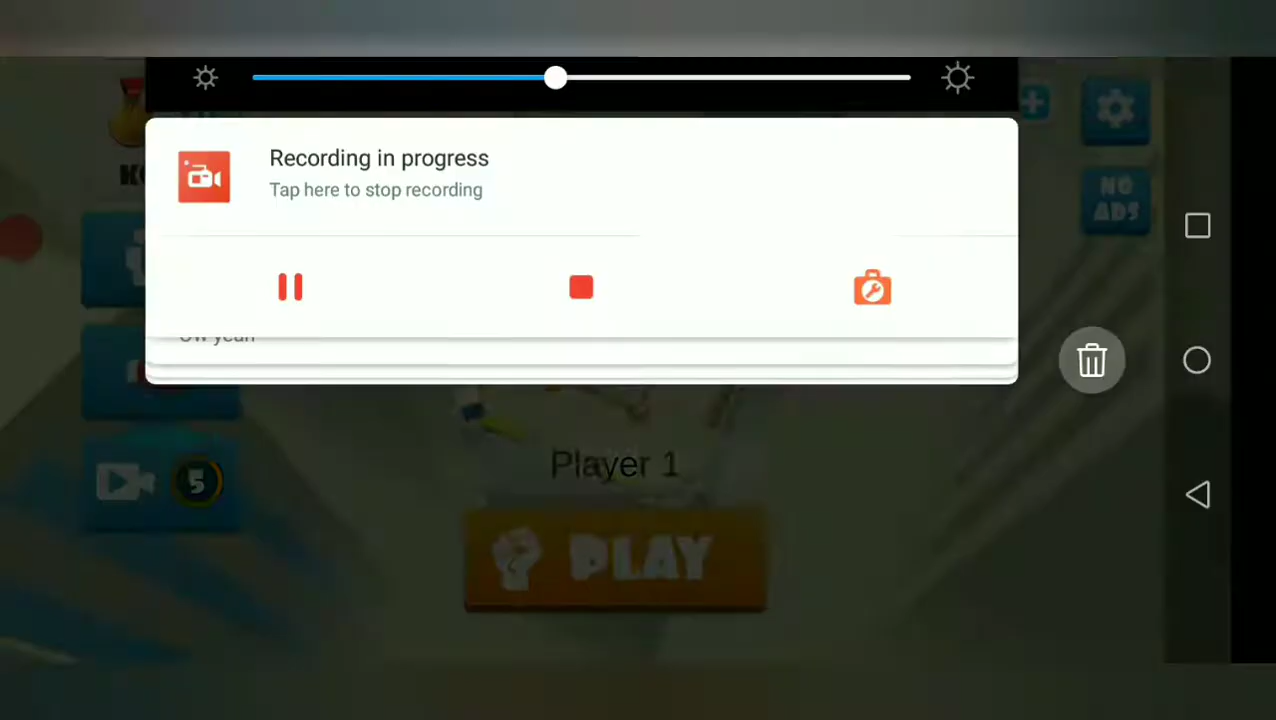 Recording in progress
Tap here to stop recording
NO
ADS
5
Player 1
PLAY